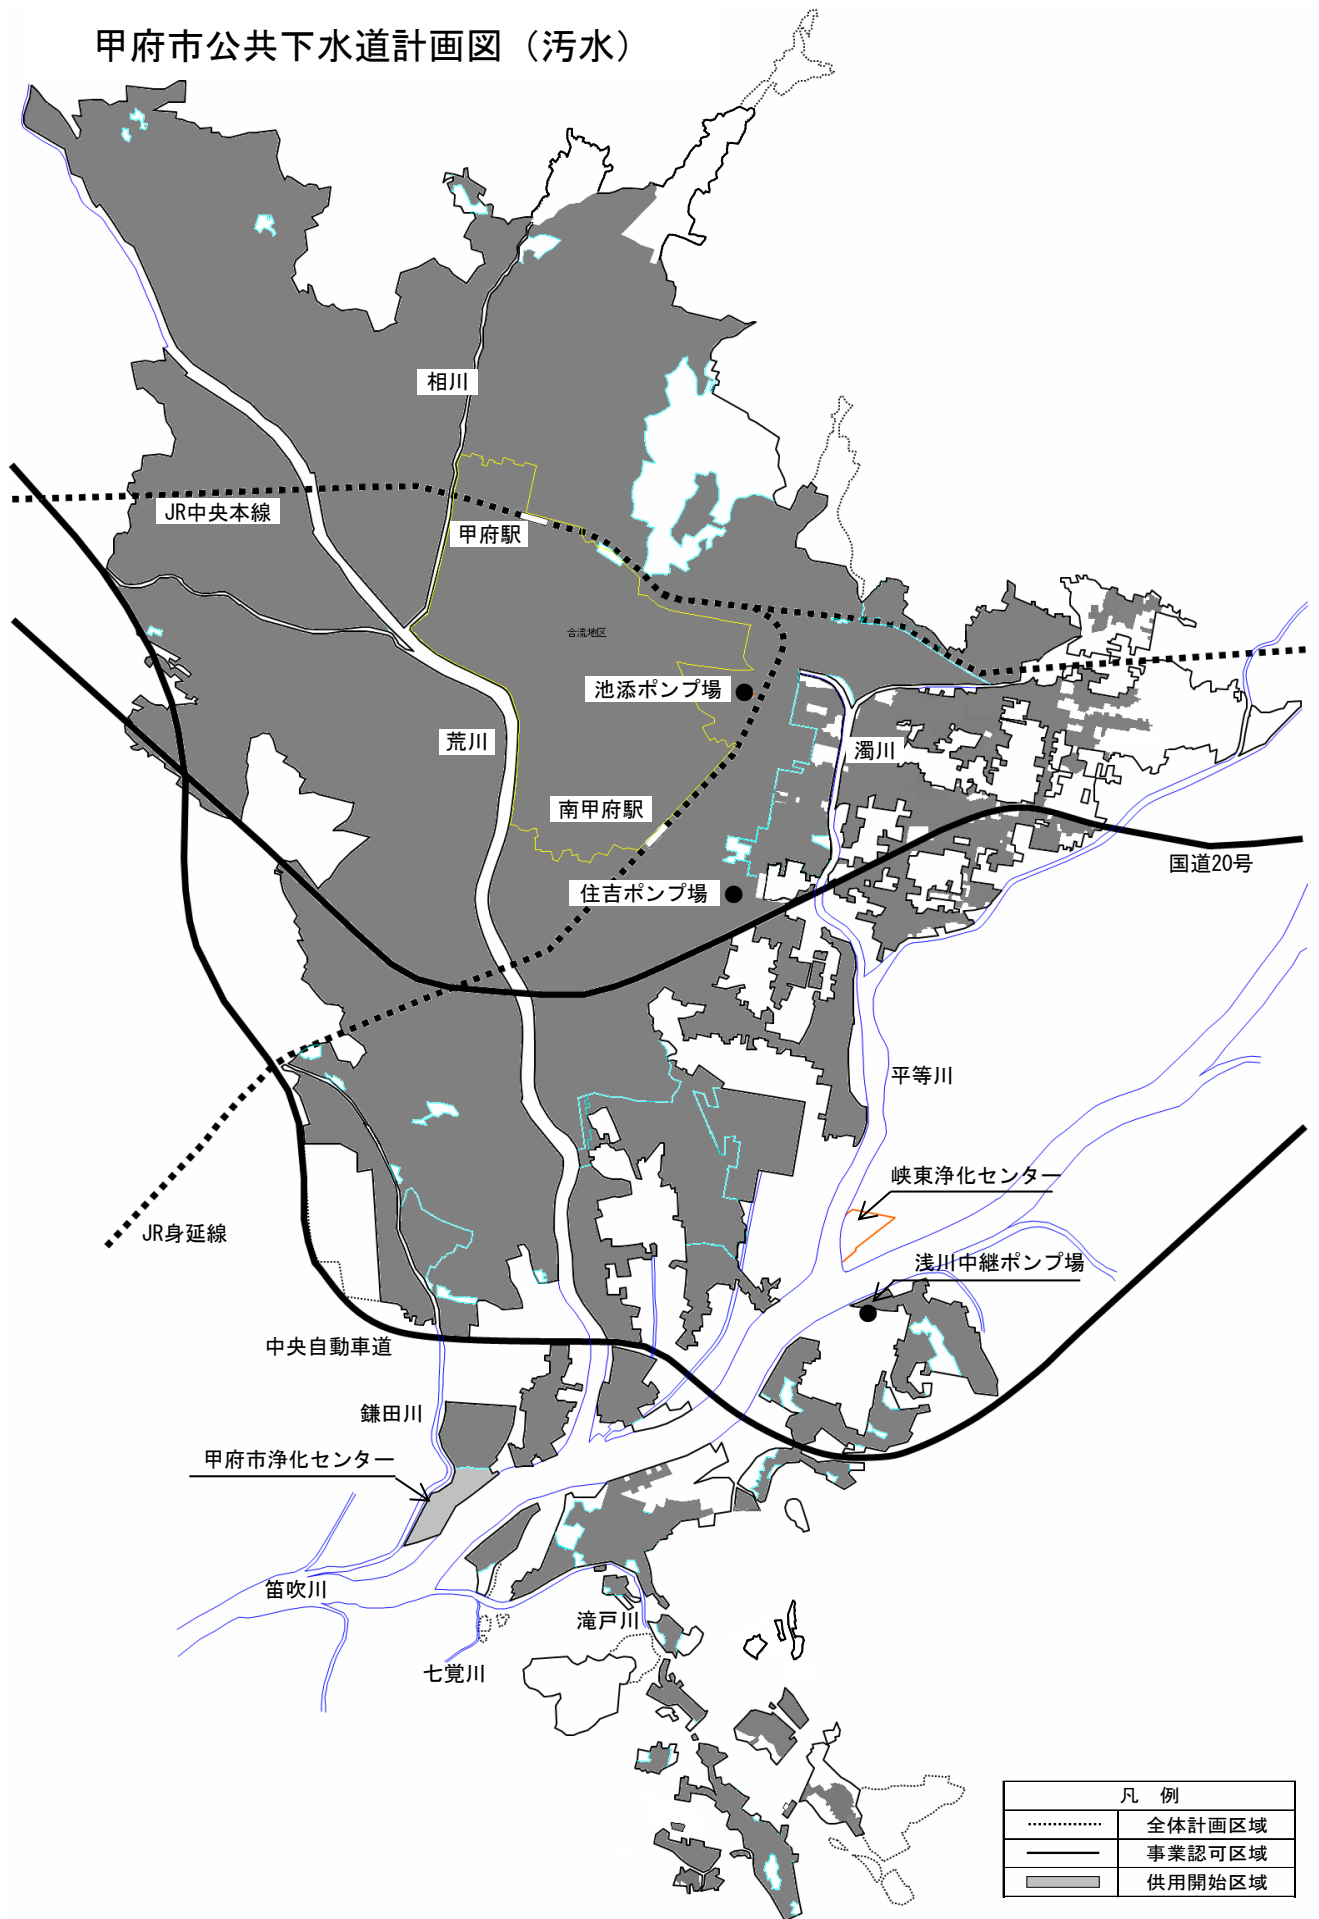 甲府市公共下水道計画図（汚水）
相川
JR中央本線
甲府駅
合流地区
池添ポンプ場
荒川
濁川
南甲府駅
国道20号
住吉ポンプ場
平等川
峡東浄化センター
JR身延線
浅川中継ポンプ場
中央自動車道
鎌田川
甲府市浄化センター
笛吹川
滝戸川
七覚川
凡 例
全体計画区域
事業認可区域
供用開始区域